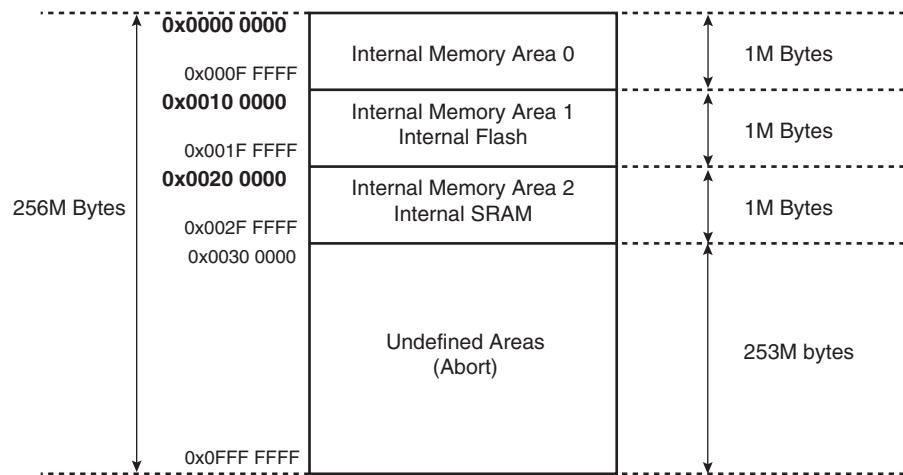 0x0000 0000
Internal Memory Area 0
1M Bytes
0x000F FFFF
0x0010 0000
Internal Memory Area 1
Internal Flash
1M Bytes
0x001F FFFF
0x0020 0000
Internal Memory Area 2
Internal SRAM
1M Bytes
256M Bytes
0x002F FFFF
0x0030 0000
Undefined Areas
(Abort)
253M bytes
0x0FFF FFFF